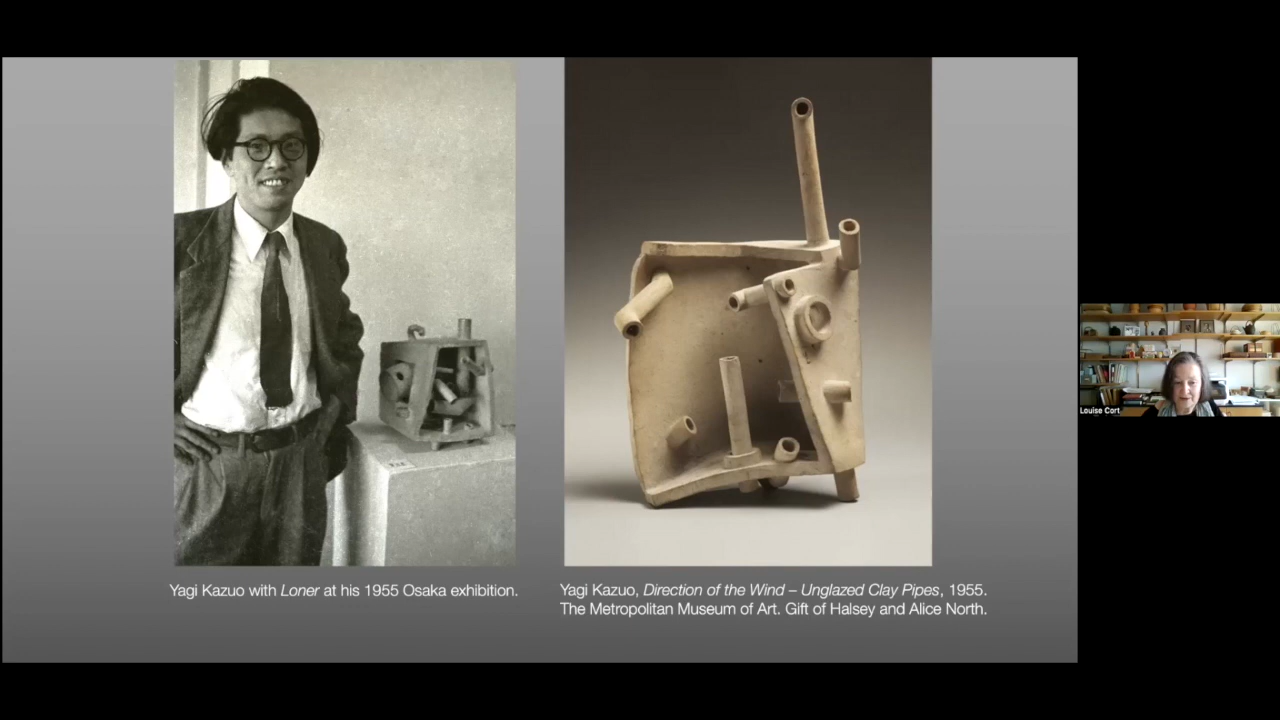 Yagi Kazuo with Loner at his 1955 Osaka exhibition.
Yagi Kazuo, Direction of the Wind – Unglazed Clay Pipes, 1955.
The Metropolitan Museum of Art. Gift of Halsey and Alice North.
Louise Cort